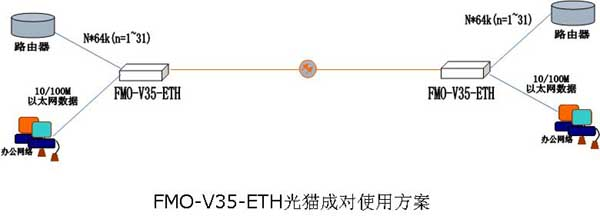 路由器
N*64k(n=1~31)
FMO-V35-ETH
10/100M
以太网数据
办公网络
N*64k(n=1~31)
路由器
FMO-V35-ETH
10/100M
以太网数据
办公网络
FMO-V35-ETH光猫成对使用方案